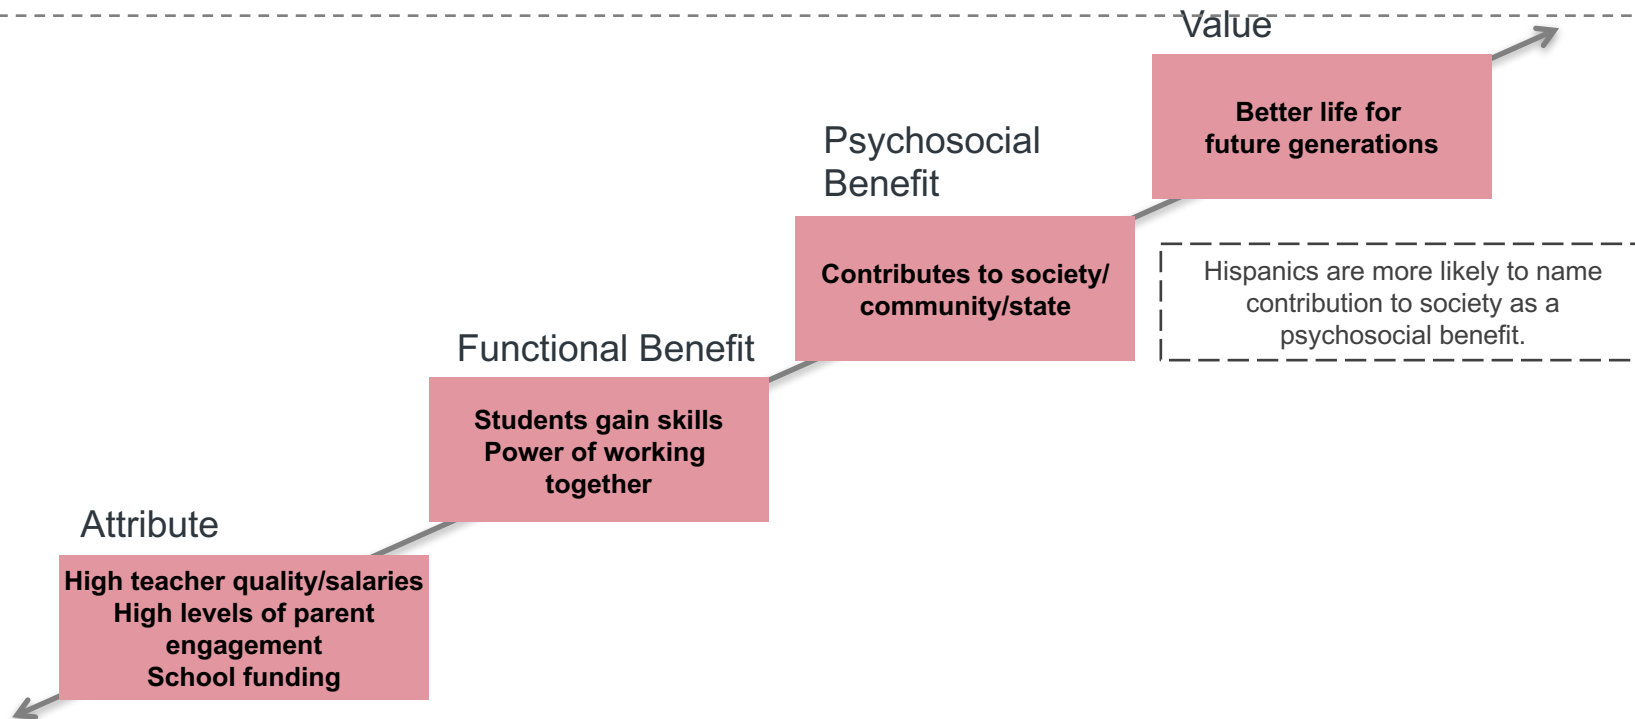 Value
Better life for
future generations
Psychosocial
Benefit
Contributes to society/
community/state
Hispanics are more likely to name
contribution to society as a
psychosocial benefit.
Functional Benefit
Students gain skills
Power of working
together
Attribute
High teacher quality/salaries
High levels of parent
engagement
School funding